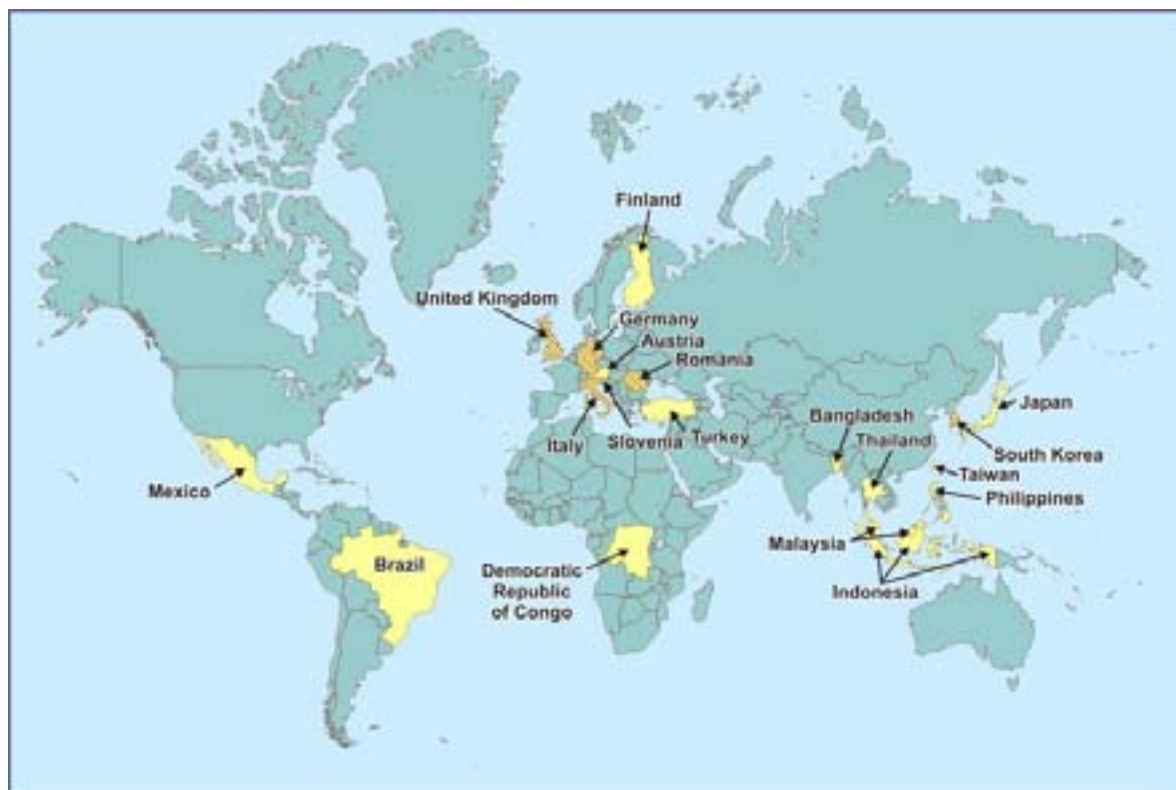 Finland
United Kingdom
Germany
Austria
Romania
Italy
Slovenia
Turkey
Bangladesh
Japan
Thailand
South Korea
Taiwan
Mexico
Philippines
Malaysia
Brazil
Democratic
Republic
of Congo
Indonesia